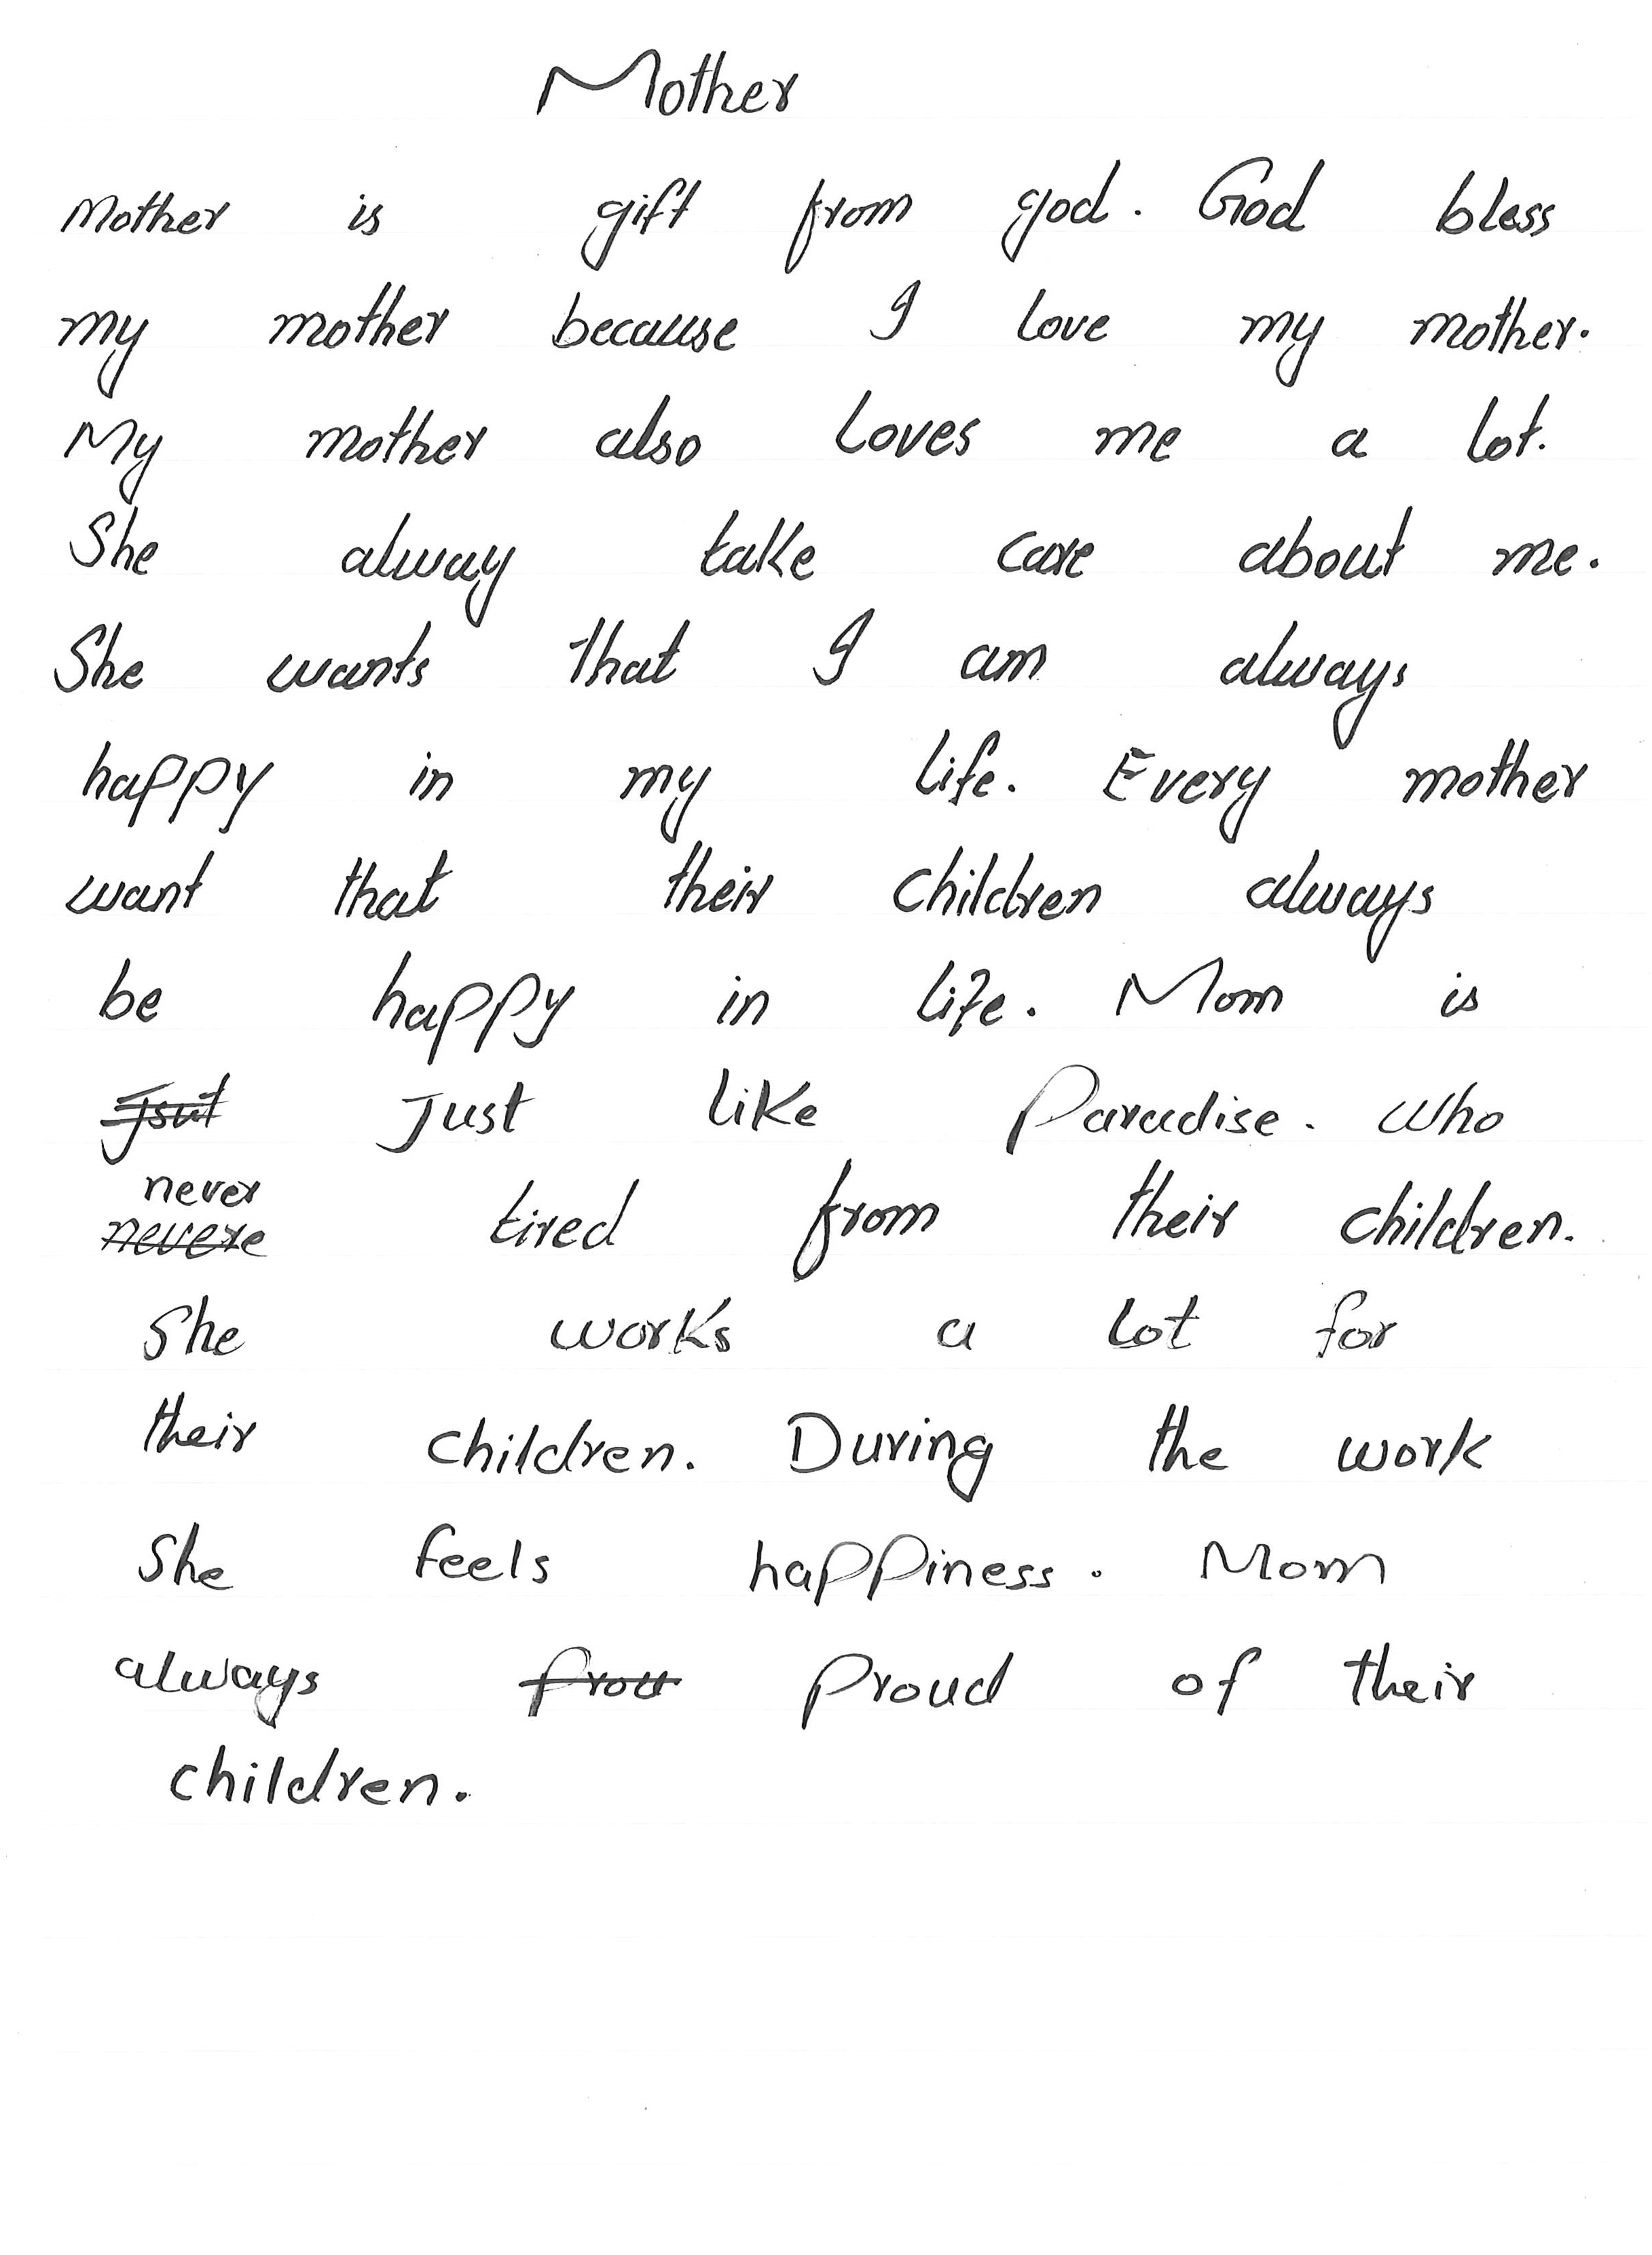 Mother
Mother is gift from god. God bless
my mother because I love my mother.
My mother also loves me a lot.
She alway take care about me.
She wants that I am always
happy in my life. Every mother
want that their children always
be happy in life. Mom is
Jsut Just like Paradise. Who
never
nevere tired from their children.
She works a lot for
their children. During the work
She feels happiness. Mom
always prou Proud of their
children.